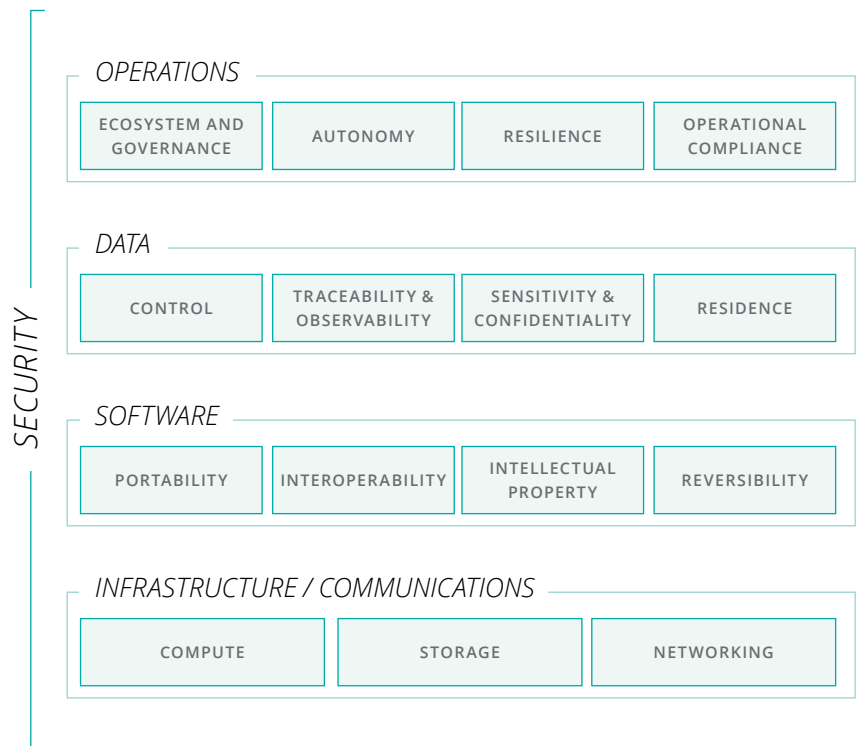 SECURITY
OPERATIONS
ECOSYSTEM AND
GOVERNANCE
AUTONOMY
RESILIENCE
OPERATIONAL
COMPLIANCE
DATA
CONTROL
TRACEABILITY &
OBSERVABILITY
SENSITIVITY &
CONFIDENTIALITY
RESIDENCE
SOFTWARE
PORTABILITY
INTEROPERABILITY
INTELLECTUAL
PROPERTY
REVERSIBILITY
INFRASTRUCTURE / COMMUNICATIONS
COMPUTE
STORAGE
NETWORKING